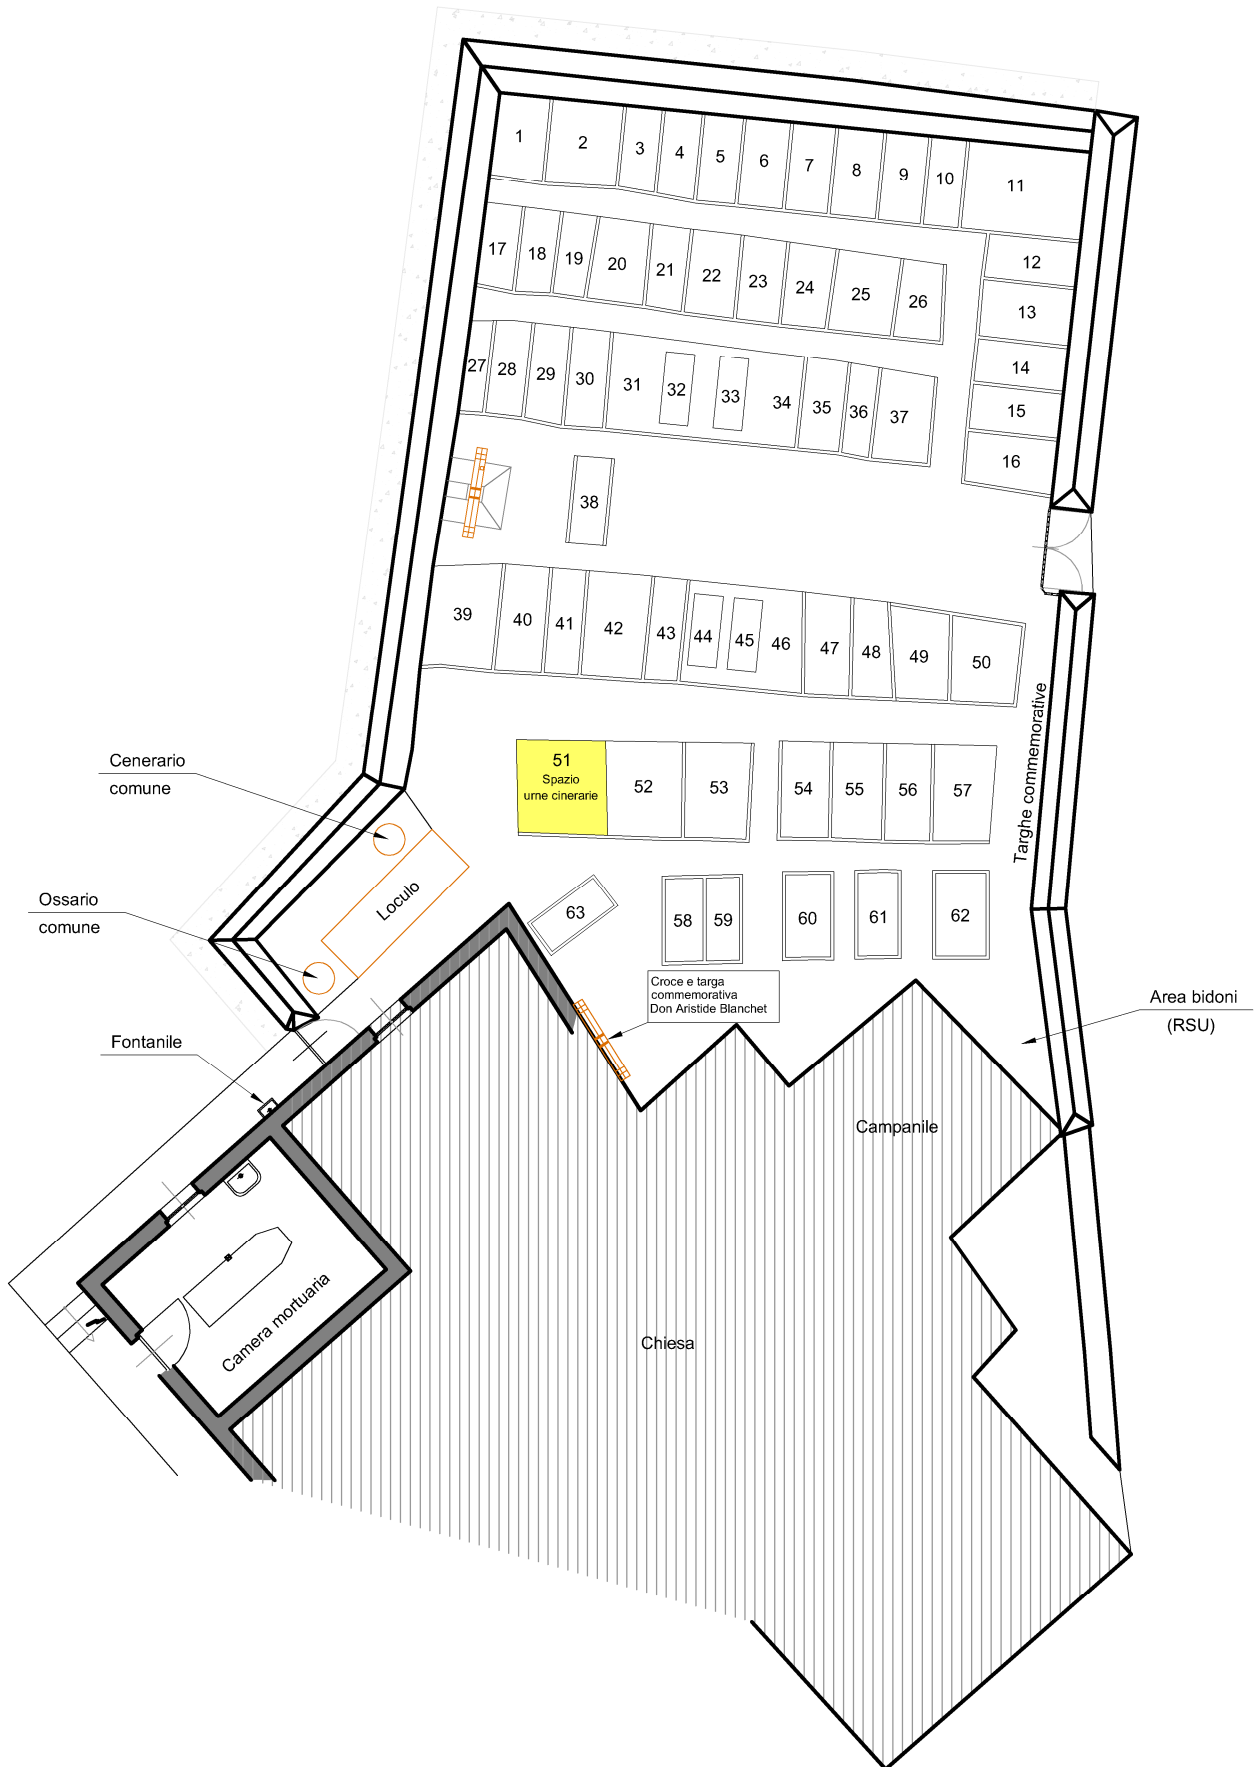 1 2 3 4 5 6 7 8 9 10 11
12
13
14
15
16
17 18 19 20 21 22 23 24 25 26
27 28 29 30 31 32 33 34 35 36 37
38
39 40 41 42 43 44 45 46 47 48 49 50
Targhe commemorative
51
Spazio
urne cinerarie
52 53 54 55 56 57
Cenerario
comune
Loculo
Ossario
comune
63 58 59 60 61 62
Croce e targa
commemorativa
Don Aristide Blanchet
Area bidoni
(RSU)
Fontanile
Campanile
Camera mortuaria
Chiesa